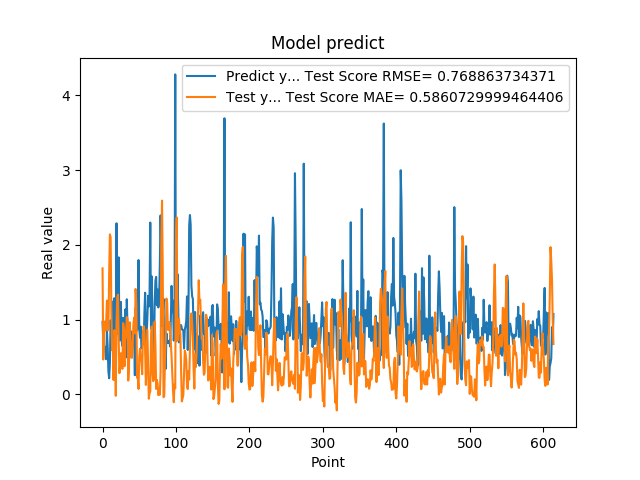 Model predict
Predict y... Test Score RMSE= 0.768863734371
Test y... Test Score MAE= 0.5860729999464406
Real value
4
3
2
1
0
0 100 200 300 400 500 600
Point